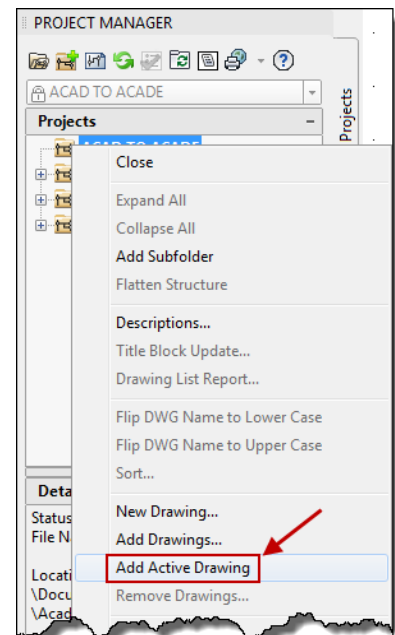 PROJECT MANAGER
ACAD TO ACADE
Projects
Projects
ACAD TO ACADE
Close
Expand All
Collapse All
Add Subfolder
Flatten Structure
Descriptions...
Title Block Update...
Drawing List Report...
Flip DWG Name to Lower Case
Flip DWG Name to Upper Case
Sort...
Deta
New Drawing...
Status
File N
Add Drawings...
Add Active Drawing
Locati
\Docu
Remove Drawings...
\Acad